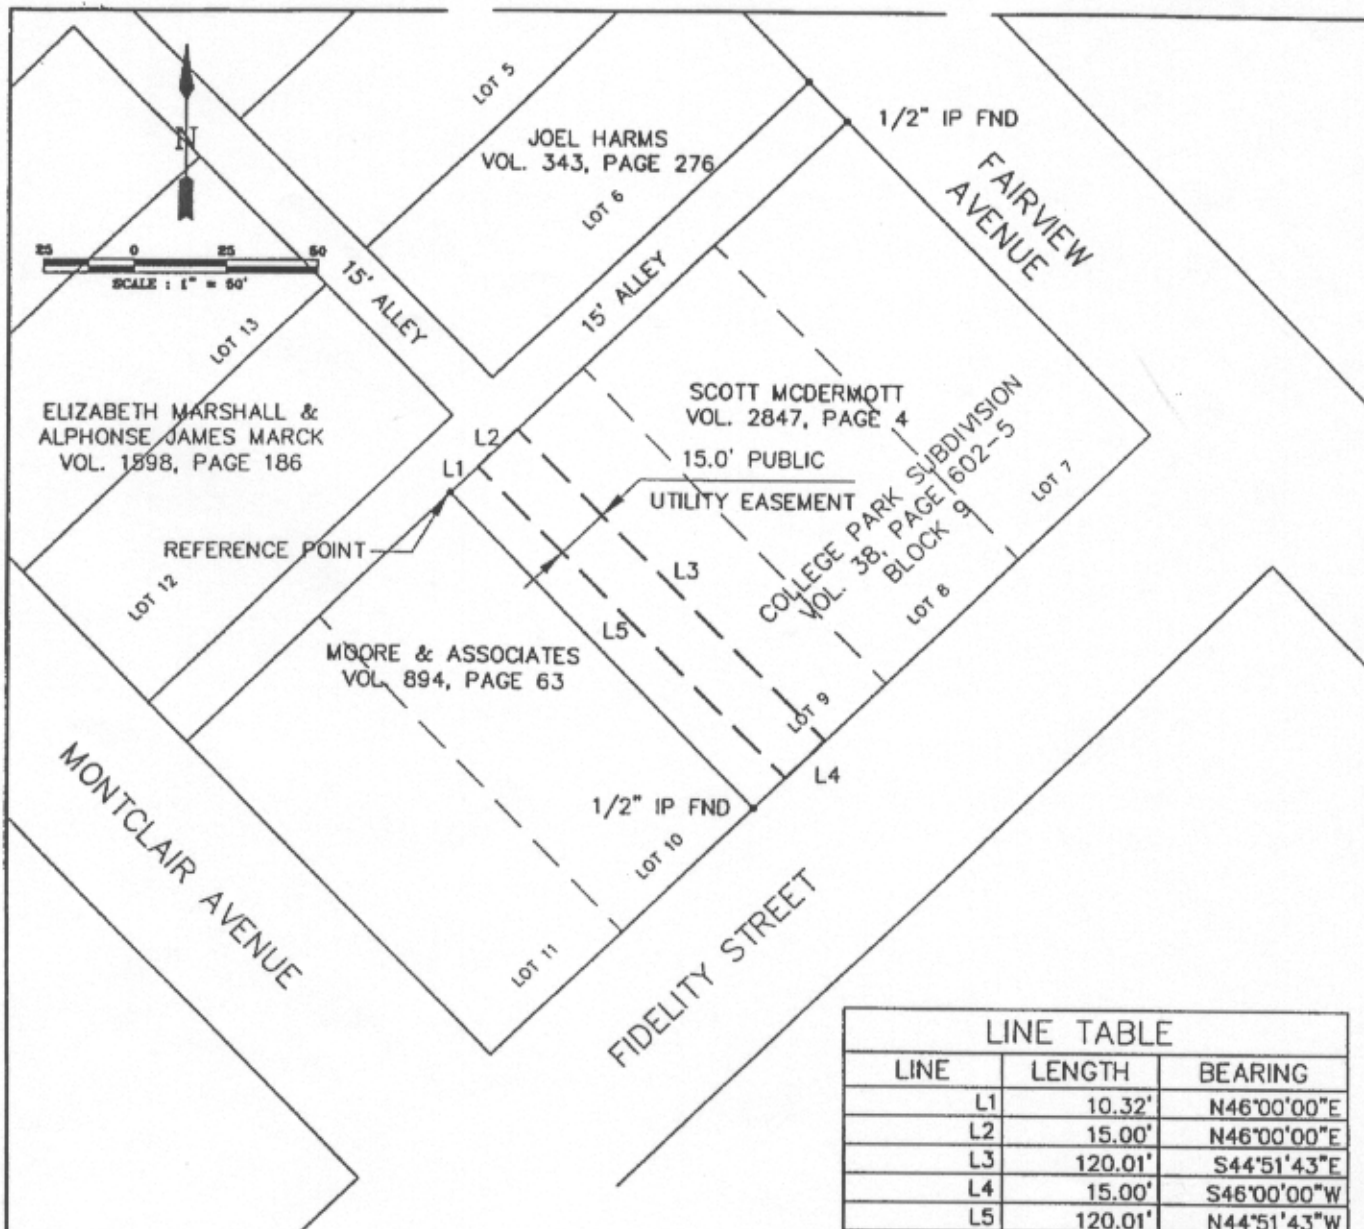 LOT 5
JOEL HARMS
VOL. 343, PAGE 276
LOT 6
1/2" IP FND
FAIRVIEW
AVENUE
N
25 0 25 50
SCALE : 1" = 50'
15' ALLEY
15' ALLEY
LOT 13
ELIZABETH MARSHALL &
ALPHONSE JAMES MARCK
VOL. 1598, PAGE 186
SCOTT MCDERMOTT
VOL. 2847, PAGE 4
15.0' PUBLIC
UTILITY EASEMENT
COLLEGE PARK SUBDIVISION
VOL. 38, PAGE 602-5
BLOCK 9
LOT 7
L2
L1
REFERENCE POINT
LOT 12
L3
L5
LOT 8
MOORE & ASSOCIATES
VOL. 894, PAGE 63
LOT 9
L4
1/2" IP FND
LOT 10
MONTCLAIR AVENUE
LOT 11
FIDELITY STREET
LINE TABLE
LINE LENGTH BEARING
L1 10.32' N46°00'00"E
L2 15.00' N46°00'00"E
L3 120.01' S44°51'43"E
L4 15.00' S46°00'00"W
L5 120.01' N44°51'43"W